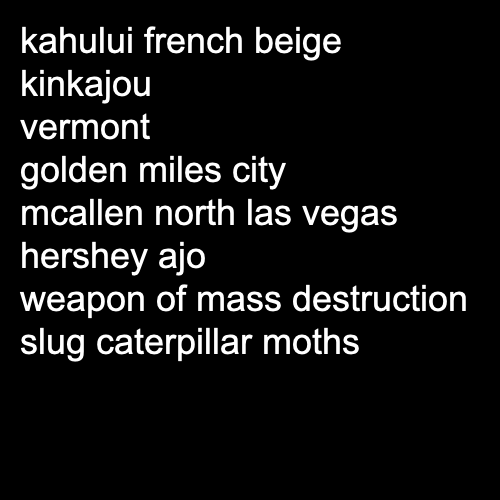 kahului french beige
kinkajou
vermont
golden miles city
mcallen north las vegas
hershey ajo
weapon of mass destruction
slug caterpillar moths